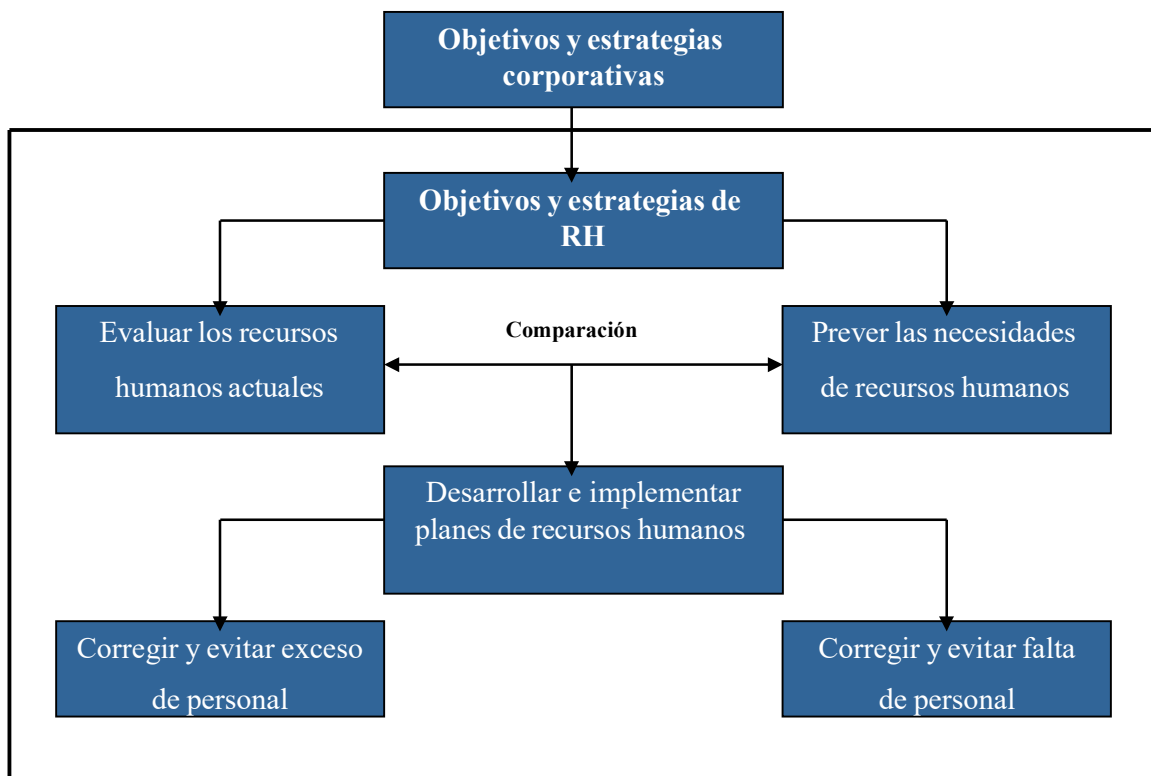 Objetivos y estrategias
corporativas
Objetivos y estrategias de
RH
Evaluar los recursos
humanos actuales
Comparación
Prever las necesidades
de recursos humanos
Desarrollar e implementar
planes de recursos humanos
Corregir y evitar exceso
de personal
Corregir y evitar falta
de personal